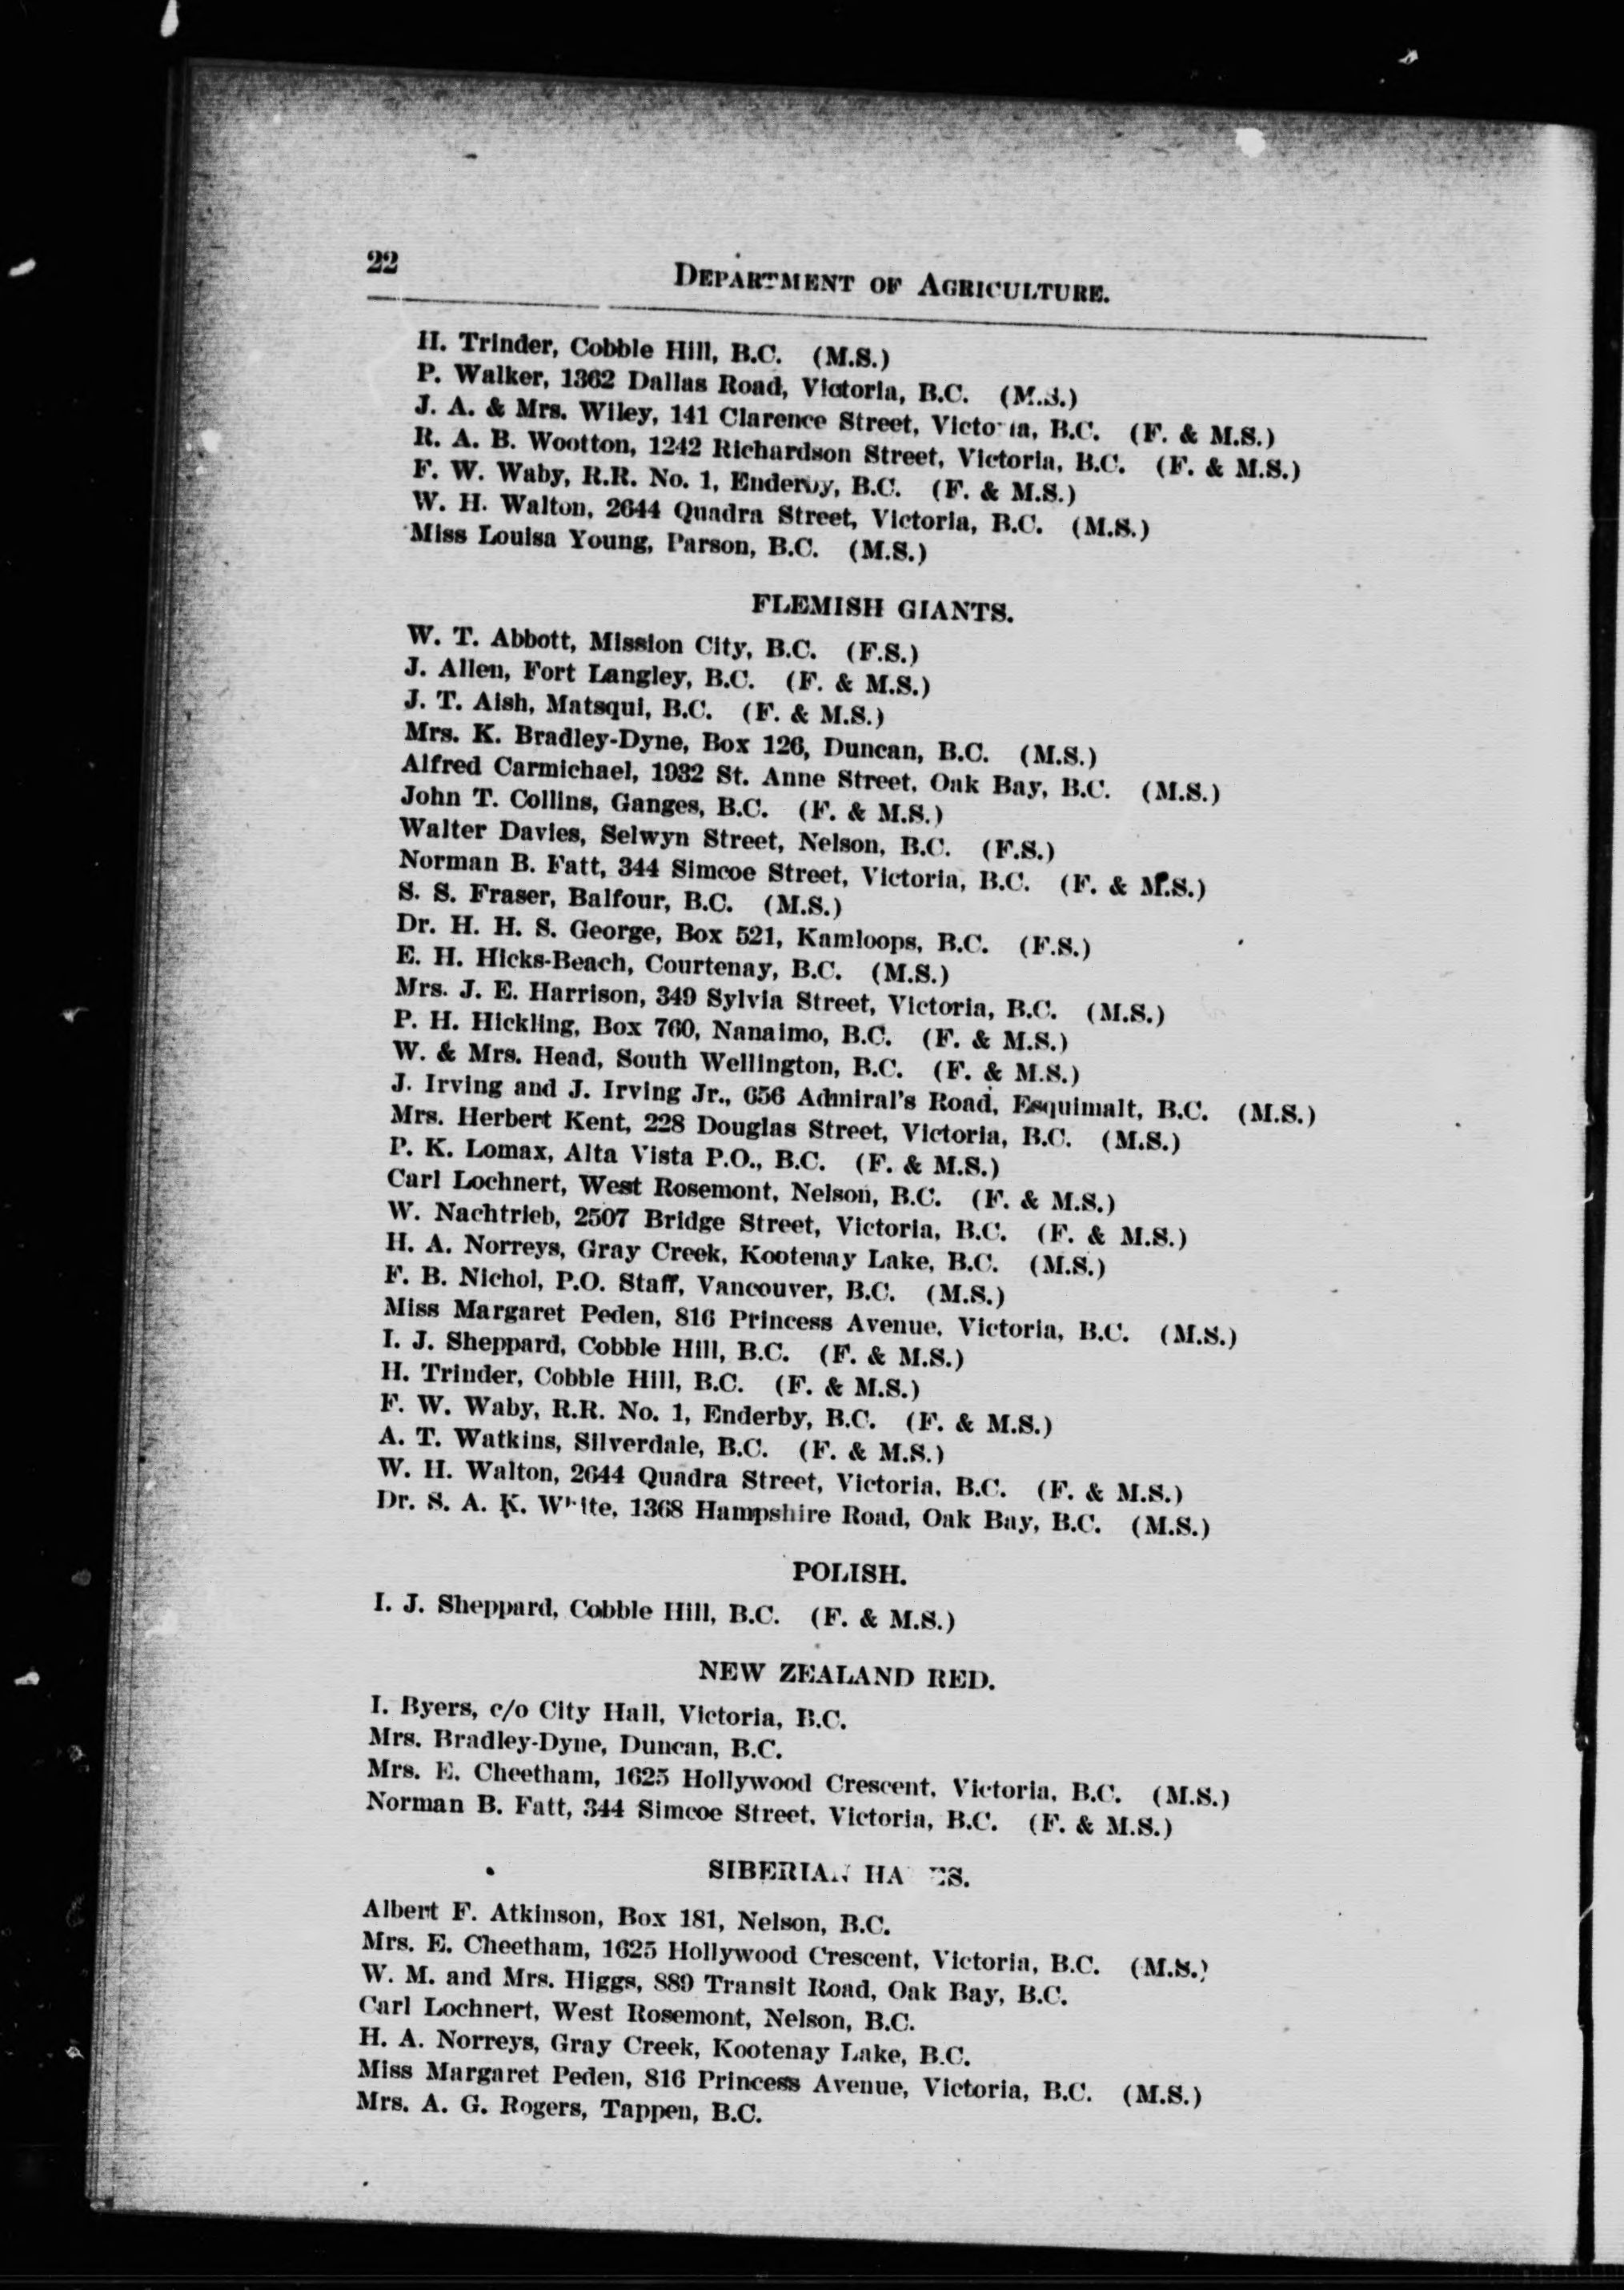 22
DEPARTMENT OF AGRICULTURE.
H. Trinder, Cobble Hill, B.C. (M.S.)
P. Walker, 1362 Dallas Road, Victoria, B.C. (M.S.)
J. A. & Mrs. Wiley, 141 Clarence Street, Victoria, B.C. (F. & M.S.)
R. A. B. Wootton, 1242 Richardson Street, Victoria, B.C. (F. & M.S.)
F. W. Waby, R.R. No. 1, Enderby, B.C. (F. & M.S.)
W. H. Walton, 2644 Quadra Street, Victoria, B.C. (M.S.)
Miss Louisa Young, Parson, B.C. (M.S.)
FLEMISH GIANTS.
W. T. Abbott, Mission City, B.C. (F.S.)
J. Allen, Fort Langley, B.C. (F. & M.S.)
J. T. Aish, Matsqui, B.C. (F. & M.S.)
Mrs. K. Bradley-Dyne, Box 126, Duncan, B.C. (M.S.)
Alfred Carmichael, 1932 St. Anne Street, Oak Bay, B.C. (M.S.)
John T. Collins, Ganges, B.C. (F. & M.S.)
Walter Davies, Selwyn Street, Nelson, B.C. (F.S.)
Norman B. Fatt, 344 Simcoe Street, Victoria, B.C. (F. & M.S.)
S. S. Fraser, Balfour, B.C. (M.S.)
Dr. H. H. S. George, Box 521, Kamloops, B.C. (F.S.)
E. H. Hicks-Beach, Courtenay, B.C. (M.S.)
Mrs. J. E. Harrison, 349 Sylvia Street, Victoria, B.C. (M.S.)
P. H. Hickling, Box 760, Nanaimo, B.C. (F. & M.S.)
W. & Mrs. Head, South Wellington, B.C. (F. & M.S.)
J. Irving and J. Irving Jr., 656 Admiral's Road, Esquimalt, B.C. (M.S.)
Mrs. Herbert Kent, 228 Douglas Street, Victoria, B.C. (M.S.)
P. K. Lomax, Alta Vista P.O., B.C. (F. & M.S.)
Carl Lochnert, West Rosemont, Nelson, B.C. (F. & M.S.)
W. Nachtrieb, 2507 Bridge Street, Victoria, B.C. (F. & M.S.)
H. A. Norreys, Gray Creek, Kootenay Lake, B.C. (M.S.)
F. B. Nichol, P.O. Staff, Vancouver, B.C. (M.S.)
Miss Margaret Peden, 816 Princess Avenue, Victoria, B.C. (M.S.)
I. J. Sheppard, Cobble Hill, B.C. (F. & M.S.)
H. Trinder, Cobble Hill, B.C. (F. & M.S.)
F. W. Waby, R.R. No. 1, Enderby, B.C. (F. & M.S.)
A. T. Watkins, Silverdale, B.C. (F. & M.S.)
W. H. Walton, 2644 Quadra Street, Victoria, B.C. (F. & M.S.)
Dr. S. A. K. White, 1368 Hampshire Road, Oak Bay, B.C. (M.S.)
POLISH.
I. J. Sheppard, Cobble Hill, B.C. (F. & M.S.)
NEW ZEALAND RED.
I. Byers, c/o City Hall, Victoria, B.C.
Mrs. Bradley-Dyne, Duncan, B.C.
Mrs. E. Cheetham, 1625 Hollywood Crescent, Victoria, B.C. (M.S.)
Norman B. Fatt, 344 Simcoe Street, Victoria, B.C. (F. & M.S.)
SIBERIAN HARES.
Albert F. Atkinson, Box 181, Nelson, B.C.
Mrs. E. Cheetham, 1625 Hollywood Crescent, Victoria, B.C. (M.S.)
W. M. and Mrs. Higgs, 889 Transit Road, Oak Bay, B.C.
Carl Lochnert, West Rosemont, Nelson, B.C.
H. A. Norreys, Gray Creek, Kootenay Lake, B.C.
Miss Margaret Peden, 816 Princess Avenue, Victoria, B.C. (M.S.)
Mrs. A. G. Rogers, Tappen, B.C.